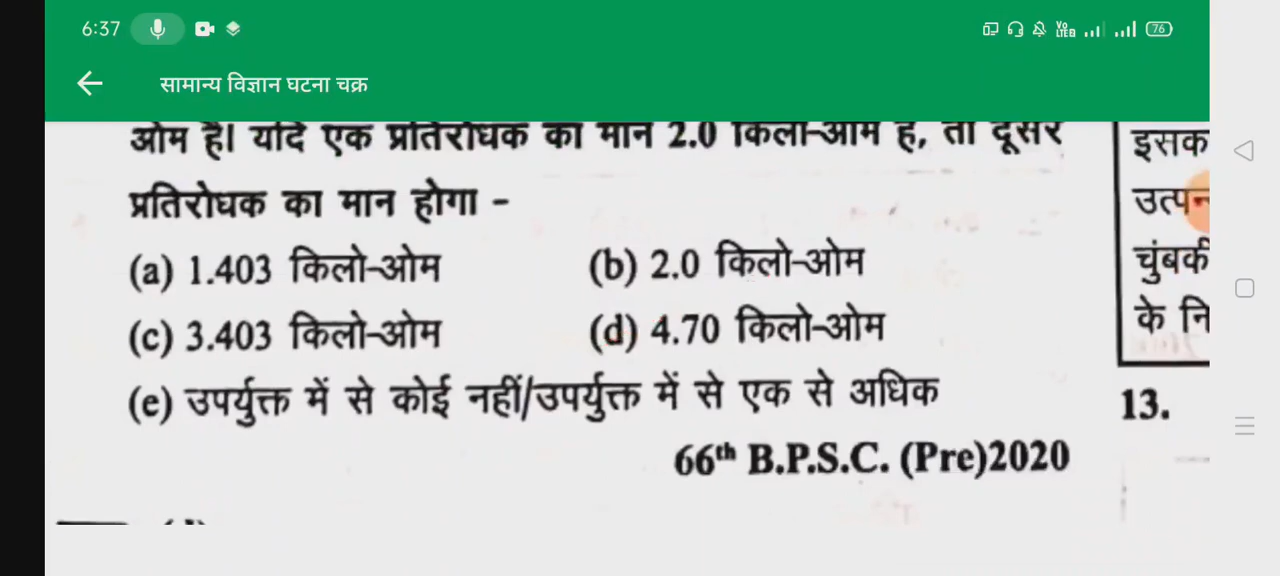 6:37
76
सामान्य विज्ञान घटना चक्र
ओम है। यदि एक प्रतिरोधक का मान 2.0 किलो-ओम है, तो दूसरे
प्रतिरोधक का मान होगा -
(a) 1.403 किलो-ओम
(b) 2.0 किलो-ओम
(c) 3.403 किलो-ओम
(d) 4.70 किलो-ओम
(e) उपर्युक्त में से कोई नहीं/उपर्युक्त में से एक से अधिक
66th B.P.S.C. (Pre)2020
इसक
उत्पन
चुंबकी
के नि
13.